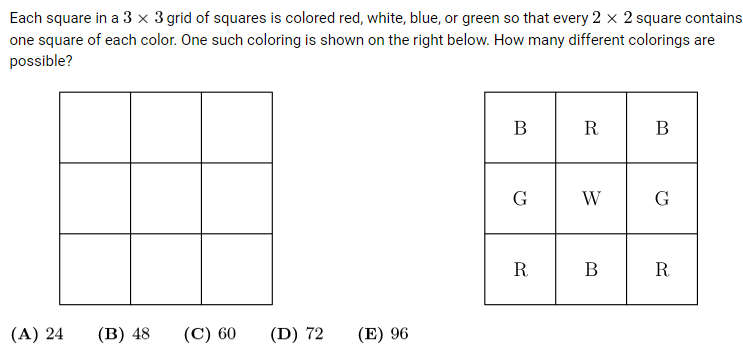 Each square in a 3 × 3 grid of squares is colored red, white, blue, or green so that every 2 × 2 square contains
one square of each color. One such coloring is shown on the right below. How many different colorings are
possible?
B R B
G W G
R B R
(A) 24 (B) 48 (C) 60 (D) 72 (E) 96